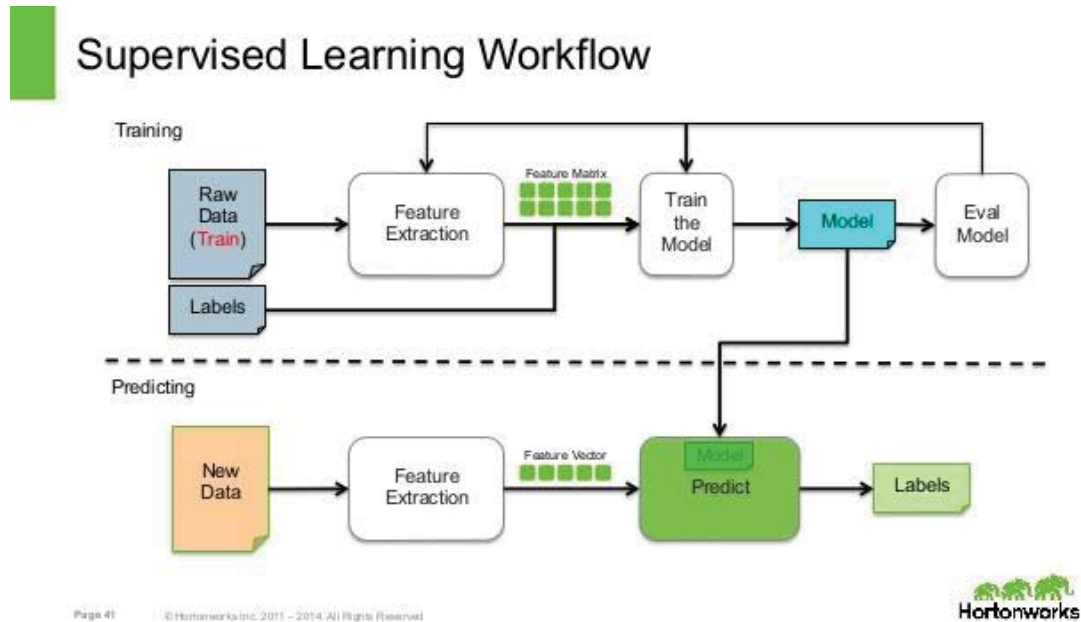 Supervised Learning Workflow
Training
Raw
Data
(Train)
Labels
Feature
Extraction
Feature Matrix
Train
the
Model
Model
Eval
Model
Predicting
New
Data
Feature
Extraction
Feature Vector
Model
Predict
Labels
Page 41
© Hortonworks Inc. 2011 – 2014. All Rights Reserved
Hortonworks